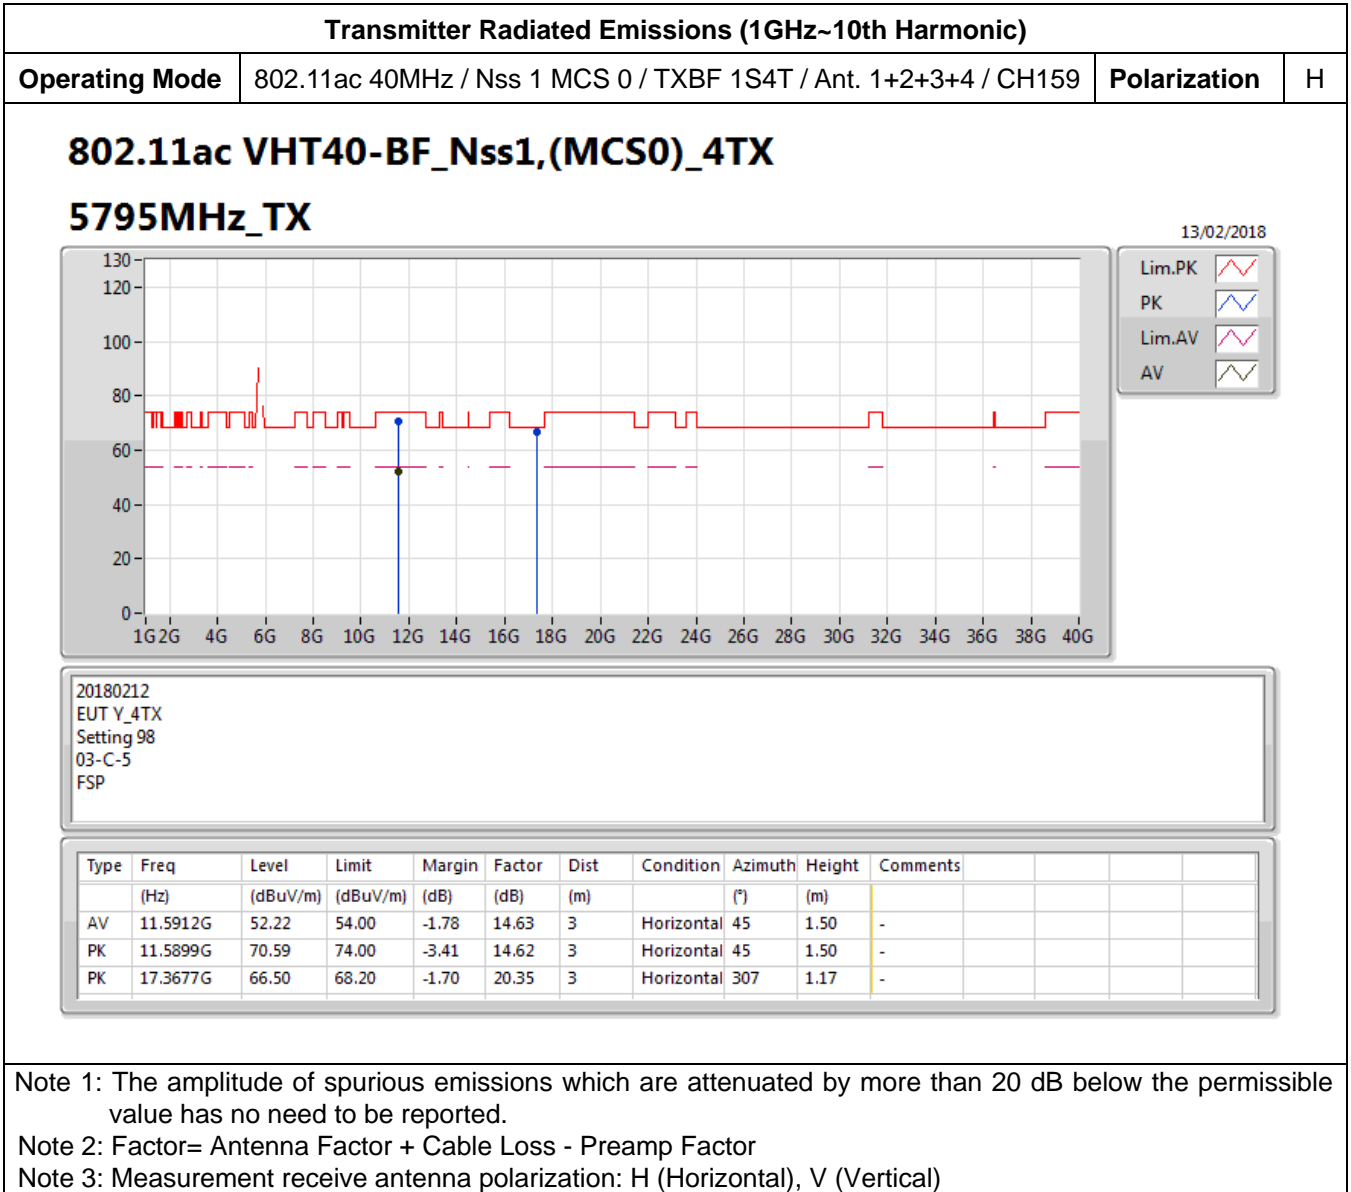 Transmitter Radiated Emissions (1GHz~10th Harmonic)
Operating Mode 802.11ac 40MHz / Nss 1 MCS 0 / TXBF 1S4T / Ant. 1+2+3+4 / CH159 Polarization H
802.11ac VHT40-BF_Nss1,(MCS0)_4TX
5795MHz_TX
13/02/2018
130
120
100
80
60
40
20
0
1G 2G 4G 6G 8G 10G 12G 14G 16G 18G 20G 22G 24G 26G 28G 30G 32G 34G 36G 38G 40G
Lim.PK
PK
Lim.AV
AV
20180212
EUT Y_4TX
Setting 98
03-C-5
FSP
Type Freq Level Limit Margin Factor Dist Condition Azimuth Height Comments
(Hz) (dBuV/m) (dBuV/m) (dB) (dB) (m) (°) (m)
AV 11.5912G 52.22 54.00 -1.78 14.63 3 Horizontal 45 1.50 -
PK 11.5899G 70.59 74.00 -3.41 14.62 3 Horizontal 45 1.50 -
PK 17.3677G 66.50 68.20 -1.70 20.35 3 Horizontal 307 1.17 -
Note 1: The amplitude of spurious emissions which are attenuated by more than 20 dB below the permissible
value has no need to be reported.
Note 2: Factor= Antenna Factor + Cable Loss - Preamp Factor
Note 3: Measurement receive antenna polarization: H (Horizontal), V (Vertical)